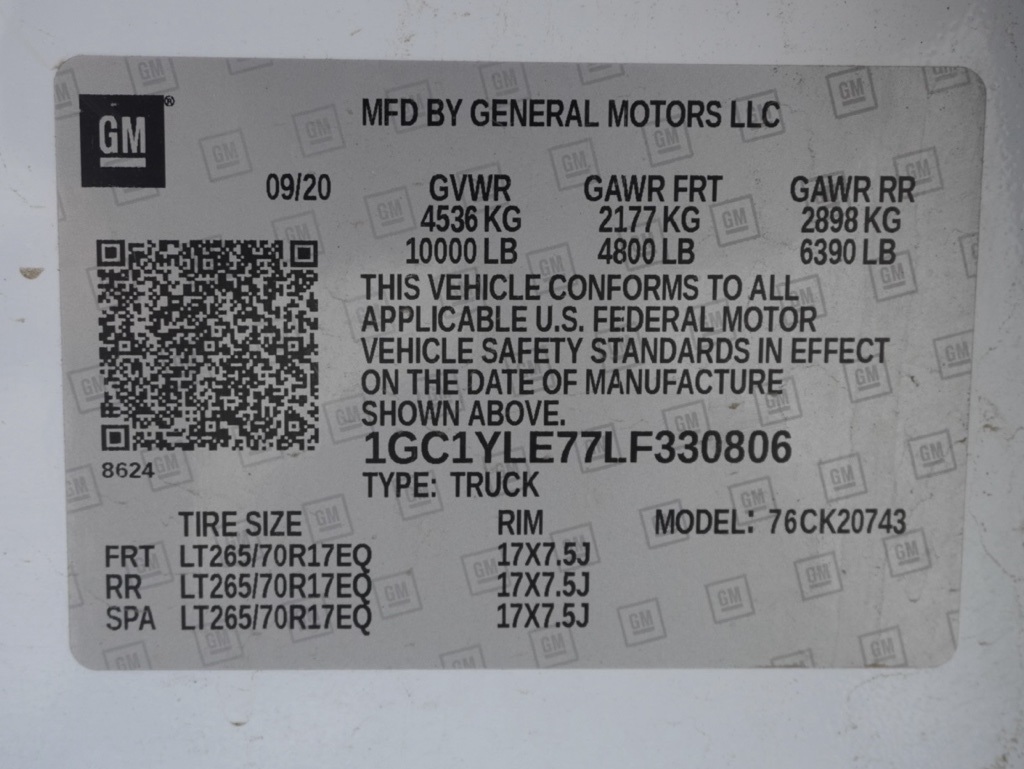 GM®
MFD BY GENERAL MOTORS LLC
09/20 GVWR GAWR FRT GAWR RR
4536 KG 2177 KG 2898 KG
10000 LB 4800 LB 6390 LB
THIS VEHICLE CONFORMS TO ALL
APPLICABLE U.S. FEDERAL MOTOR
VEHICLE SAFETY STANDARDS IN EFFECT
ON THE DATE OF MANUFACTURE
SHOWN ABOVE.
1GC1YLE77LF330806
8624
TYPE: TRUCK
TIRE SIZE RIM MODEL: 76CK20743
FRT LT265/70R17EQ 17X7.5J
RR LT265/70R17EQ 17X7.5J
SPA LT265/70R17EQ 17X7.5J